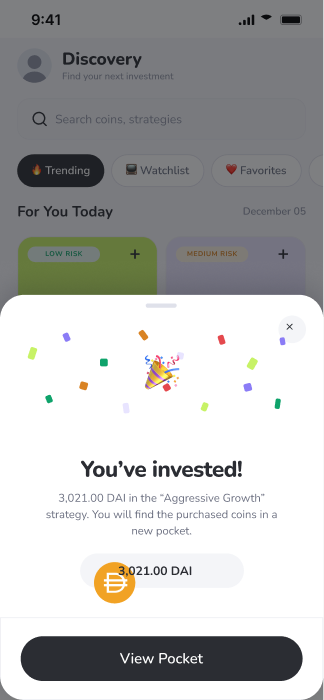 9:41
Discovery
Find your next investment
Search coins, strategies
Trending
Watchlist
Favorites
For You Today
December 05
LOW RISK
MEDIUM RISK
You’ve invested!
3,021.00 DAI in the “Aggressive Growth”
strategy. You will find the purchased coins in a
new pocket.
3,021.00 DAI
View Pocket